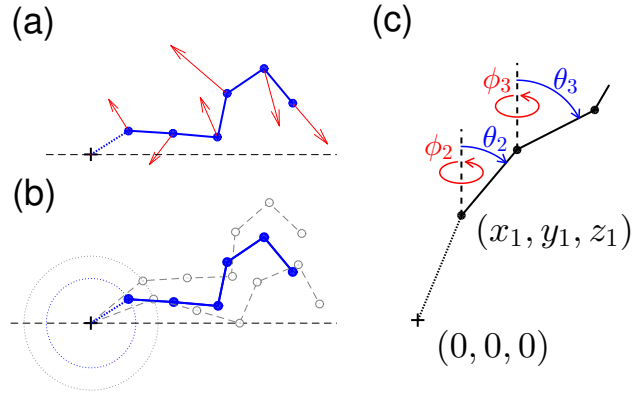 (a)
(b)
(c)
ϕ₃
θ₃
ϕ₂
θ₂
(x₁, y₁, z₁)
(0, 0, 0)